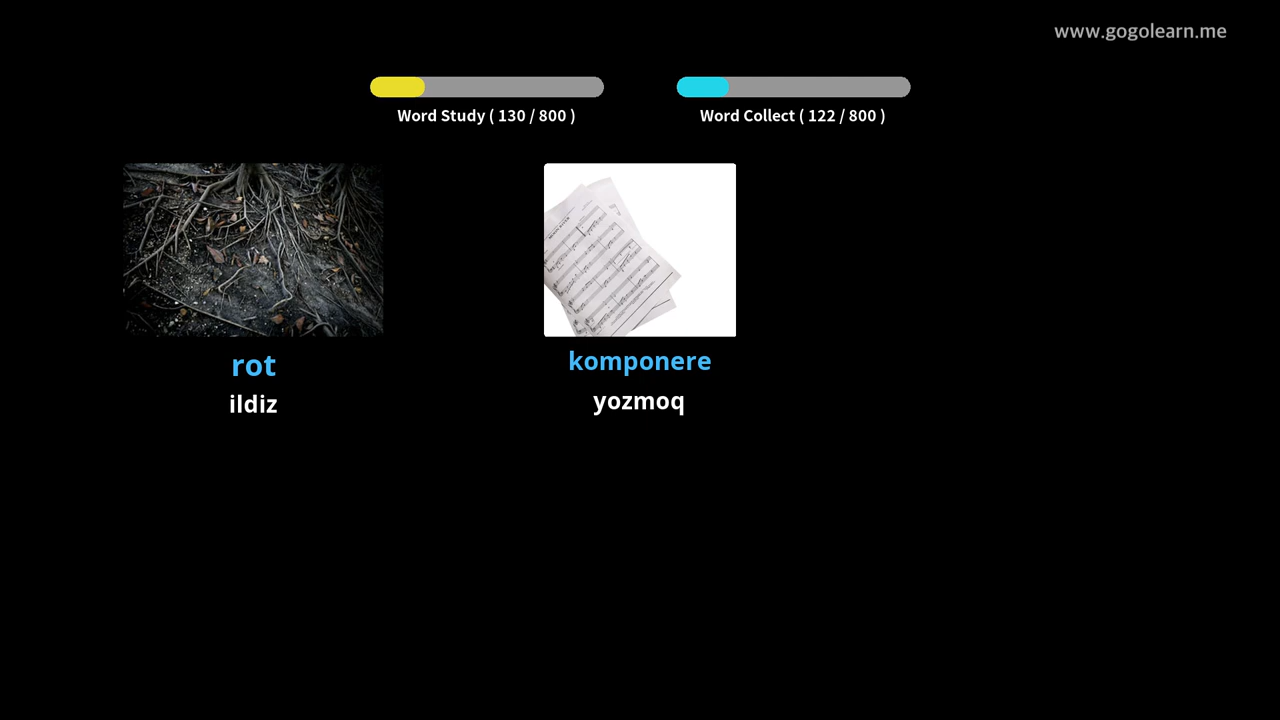 www.gogolearn.me
Word Study ( 130 / 800 )
Word Collect ( 122 / 800 )
rot
ildiz
komponere
yozmoq